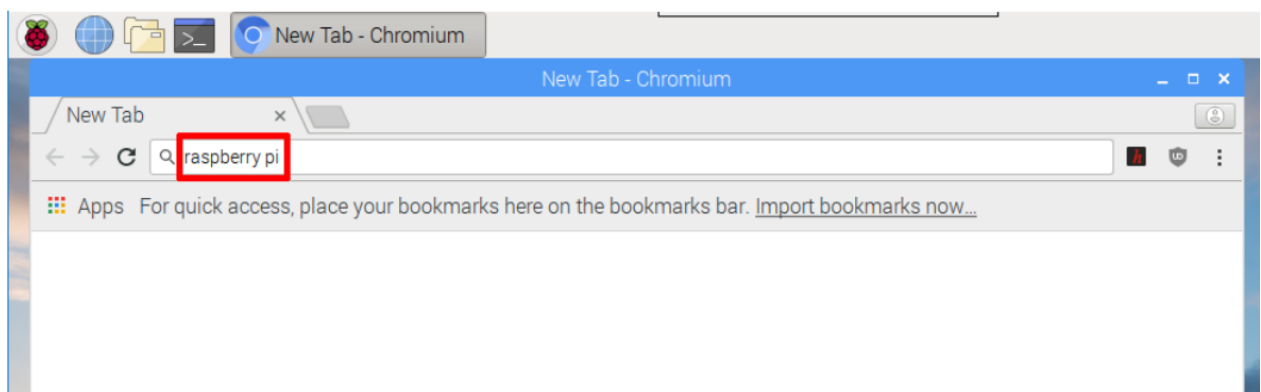 New Tab - Chromium
New Tab - Chromium
New Tab
raspberry pi
Apps For quick access, place your bookmarks here on the bookmarks bar. Import bookmarks now...